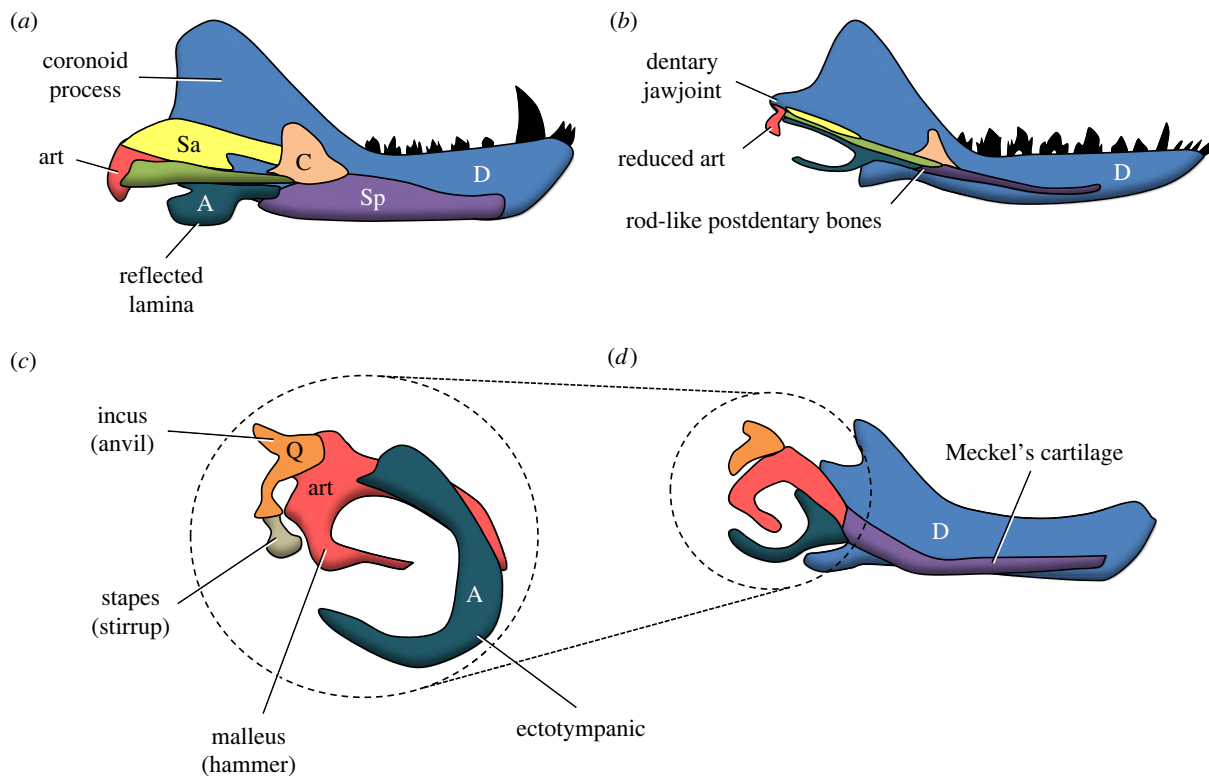 (a)
coronoid
process
art
Sa
C
D
A
Sp
reflected
lamina
(b)
dentary
jawjoint
reduced art
D
rod-like postdentary bones
(c)
incus
(anvil)
Q
art
stapes
(stirrup)
A
malleus
(hammer)
ectotympanic
(d)
Meckel's cartilage
D